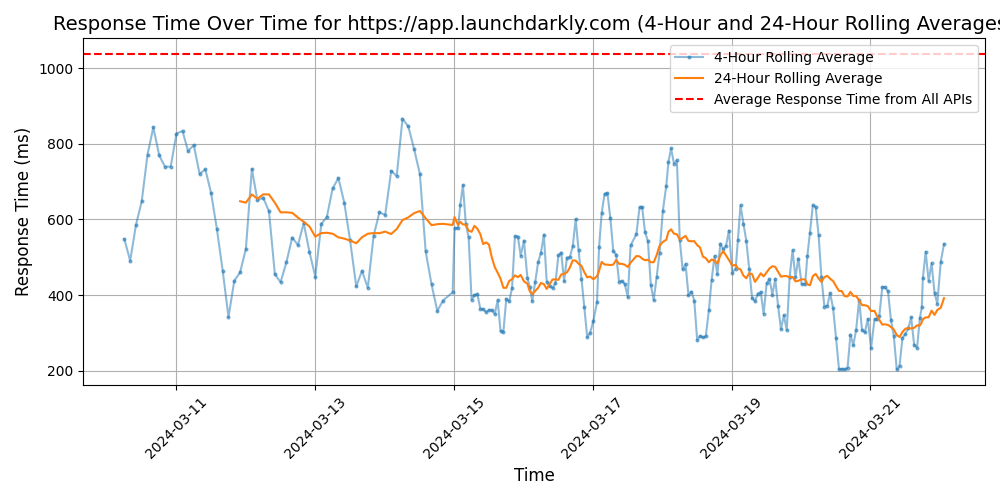 Response Time Over Time for https://app.launchdarkly.com (4-Hour and 24-Hour Rolling Averages
4-Hour Rolling Average
24-Hour Rolling Average
Average Response Time from All APIs
Response Time (ms)
1000
800
600
400
200
2024-03-11
2024-03-13
2024-03-15
2024-03-17
2024-03-19
2024-03-21
Time